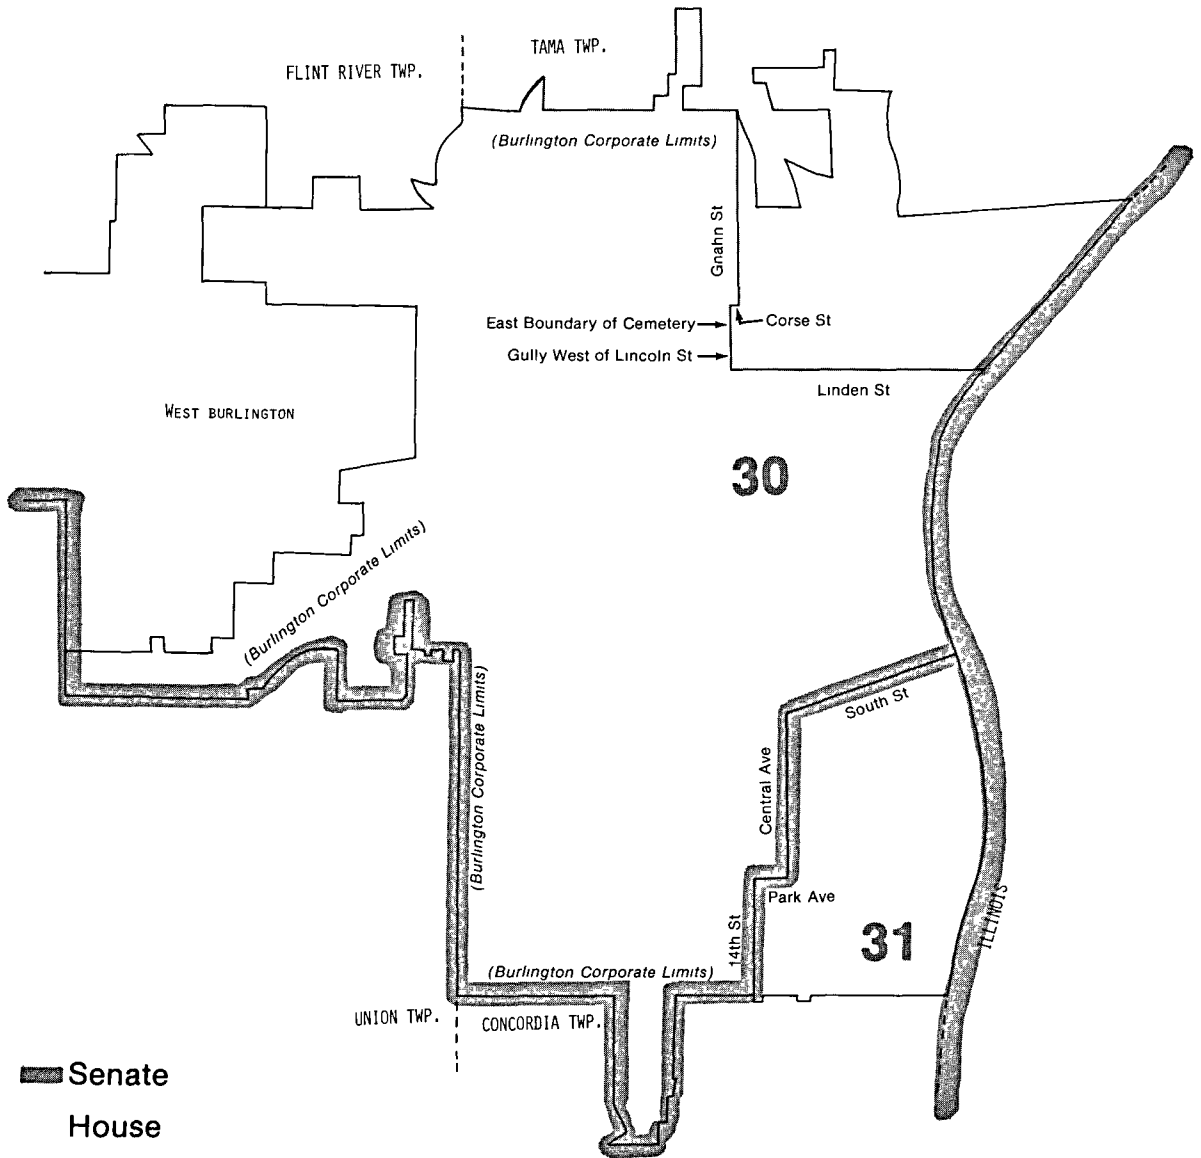 TAMA TWP.
FLINT RIVER TWP.
(Burlington Corporate Limits)
Gnahn St
East Boundary of Cemetery
Corse St
Gully West of Lincoln St
Linden St
WEST BURLINGTON
30
(Burlington Corporate Limits)
(Burlington Corporate Limits)
South St
Central Ave
Park Ave
ILLINOIS
14th St
31
(Burlington Corporate Limits)
UNION TWP.
CONCORDIA TWP.
Senate
House